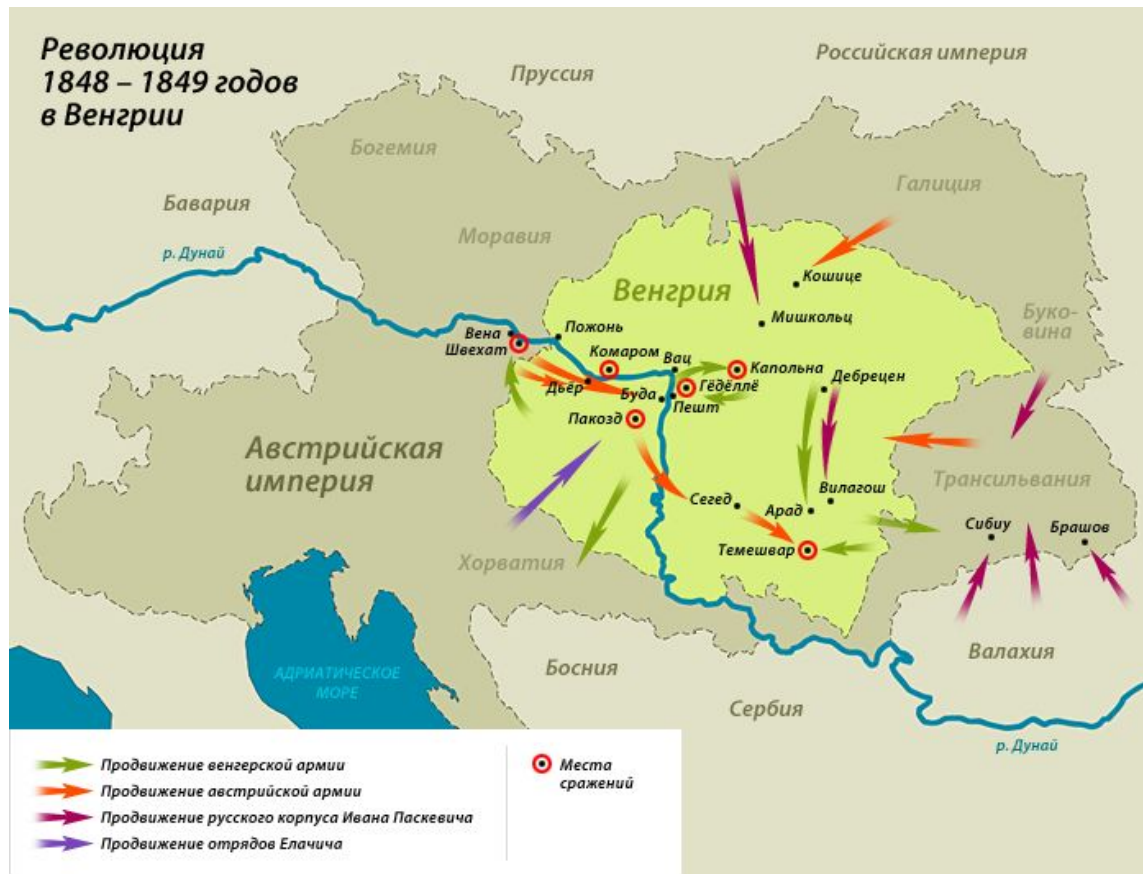 Революция
1848 – 1849 годов
в Венгрии
Пруссия
Российская империя
Богемия
Галиция
Бавария
Моравия
р. Дунай
Кошице
Венгрия
Буко-
вина
Мишкольц
Вена
Пожонь
Швехат
Комаром
Вац
Капольна
Дьёр
Гёдёллё
Дебрецен
Буда
Пешт
Пакозд
Австрийская
империя
Трансильвания
Вилагош
Сегед
Арад
Сибиу
Брашов
Темешвар
Хорватия
Валахия
Босния
АДРИАТИЧЕСКОЕ
МОРЕ
Сербия
р. Дунай
Продвижение венгерской армии
Продвижение австрийской армии
Продвижение русского корпуса Ивана Паскевича
Продвижение отрядов Елачича
Места
сражений